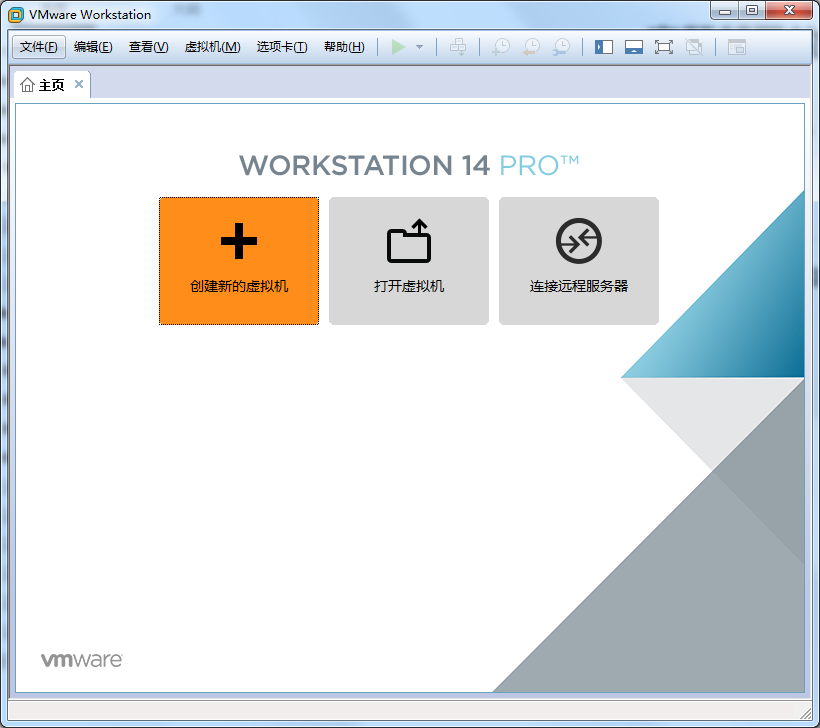 VMware Workstation
文件(F) 编辑(E) 查看(V) 虚拟机(M) 选项卡(T) 帮助(H)
主页
WORKSTATION 14 PRO™
创建新的虚拟机 打开虚拟机 连接远程服务器
vmware